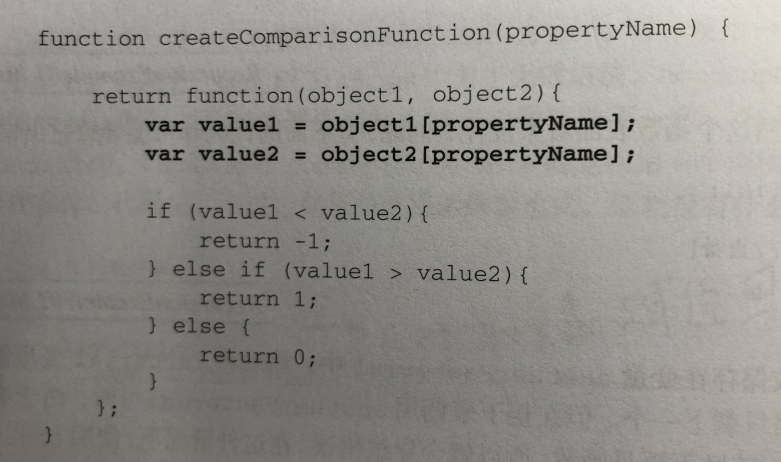 function createComparisonFunction(propertyName) {
return function(object1, object2){
var value1 = object1[propertyName];
var value2 = object2[propertyName];
if (value1 < value2){
return -1;
} else if (value1 > value2){
return 1;
} else {
return 0;
}
};
}